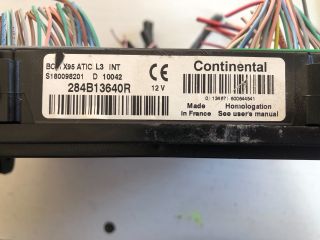 BCM X95 ATIC L3 INT
S180098201 D 10042
284B13640R
12 V
CE
Continental
Made in France
Homologation See user's manual